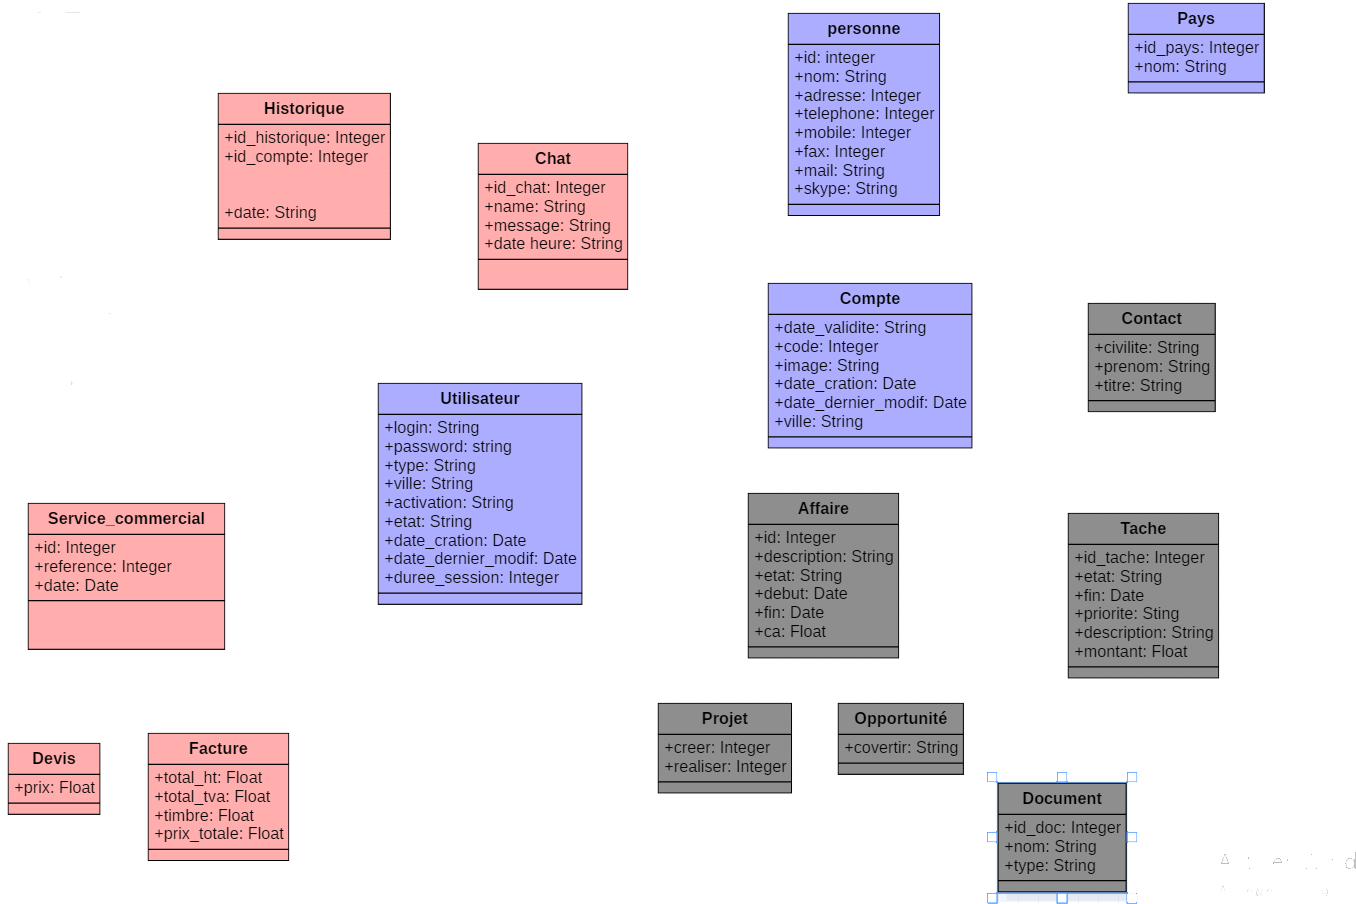 personne
+id: integer
+nom: String
+adresse: Integer
+telephone: Integer
+mobile: Integer
+fax: Integer
+mail: String
+skype: String
Pays
+id_pays: Integer
+nom: String
Historique
+id_historique: Integer
+id_compte: Integer
+date: String
Chat
+id_chat: Integer
+name: String
+message: String
+date heure: String
Compte
+date_validite: String
+code: Integer
+image: String
+date_cration: Date
+date_dernier_modif: Date
+ville: String
Contact
+civilite: String
+prenom: String
+titre: String
Utilisateur
+login: String
+password: string
+type: String
+ville: String
+activation: String
+etat: String
+date_cration: Date
+date_dernier_modif: Date
+duree_session: Integer
Service_commercial
+id: Integer
+reference: Integer
+date: Date
Affaire
+id: Integer
+description: String
+etat: String
+debut: Date
+fin: Date
+ca: Float
Tache
+id_tache: Integer
+etat: String
+fin: Date
+priorite: Sting
+description: String
+montant: Float
Devis
+prix: Float
Facture
+total_ht: Float
+total_tva: Float
+timbre: Float
+prix_totale: Float
Projet
+creer: Integer
+realiser: Integer
Opportunité
+covertir: String
Document
+id_doc: Integer
+nom: String
+type: String